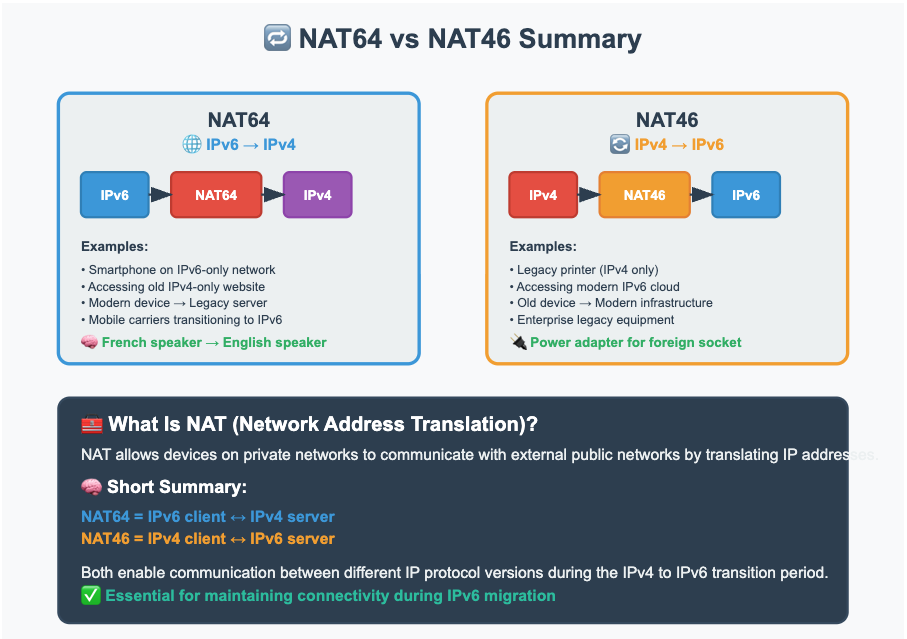 🔁 NAT64 vs NAT46 Summary
NAT64
🌐 IPv6 → IPv4
IPv6
NAT64
IPv4
Examples:
• Smartphone on IPv6-only network
• Accessing old IPv4-only website
• Modern device → Legacy server
• Mobile carriers transitioning to IPv6
🧠 French speaker → English speaker
NAT46
🔄 IPv4 → IPv6
IPv4
NAT46
IPv6
Examples:
• Legacy printer (IPv4 only)
• Accessing modern IPv6 cloud
• Old device → Modern infrastructure
• Enterprise legacy equipment
🔌 Power adapter for foreign socket
🧰 What Is NAT (Network Address Translation)?
NAT allows devices on private networks to communicate with external public networks by translating IP addresses.
🧠 Short Summary:
NAT64 = IPv6 client ↔ IPv4 server
NAT46 = IPv4 client ↔ IPv6 server
Both enable communication between different IP protocol versions during the IPv4 to IPv6 transition period.
✅ Essential for maintaining connectivity during IPv6 migration